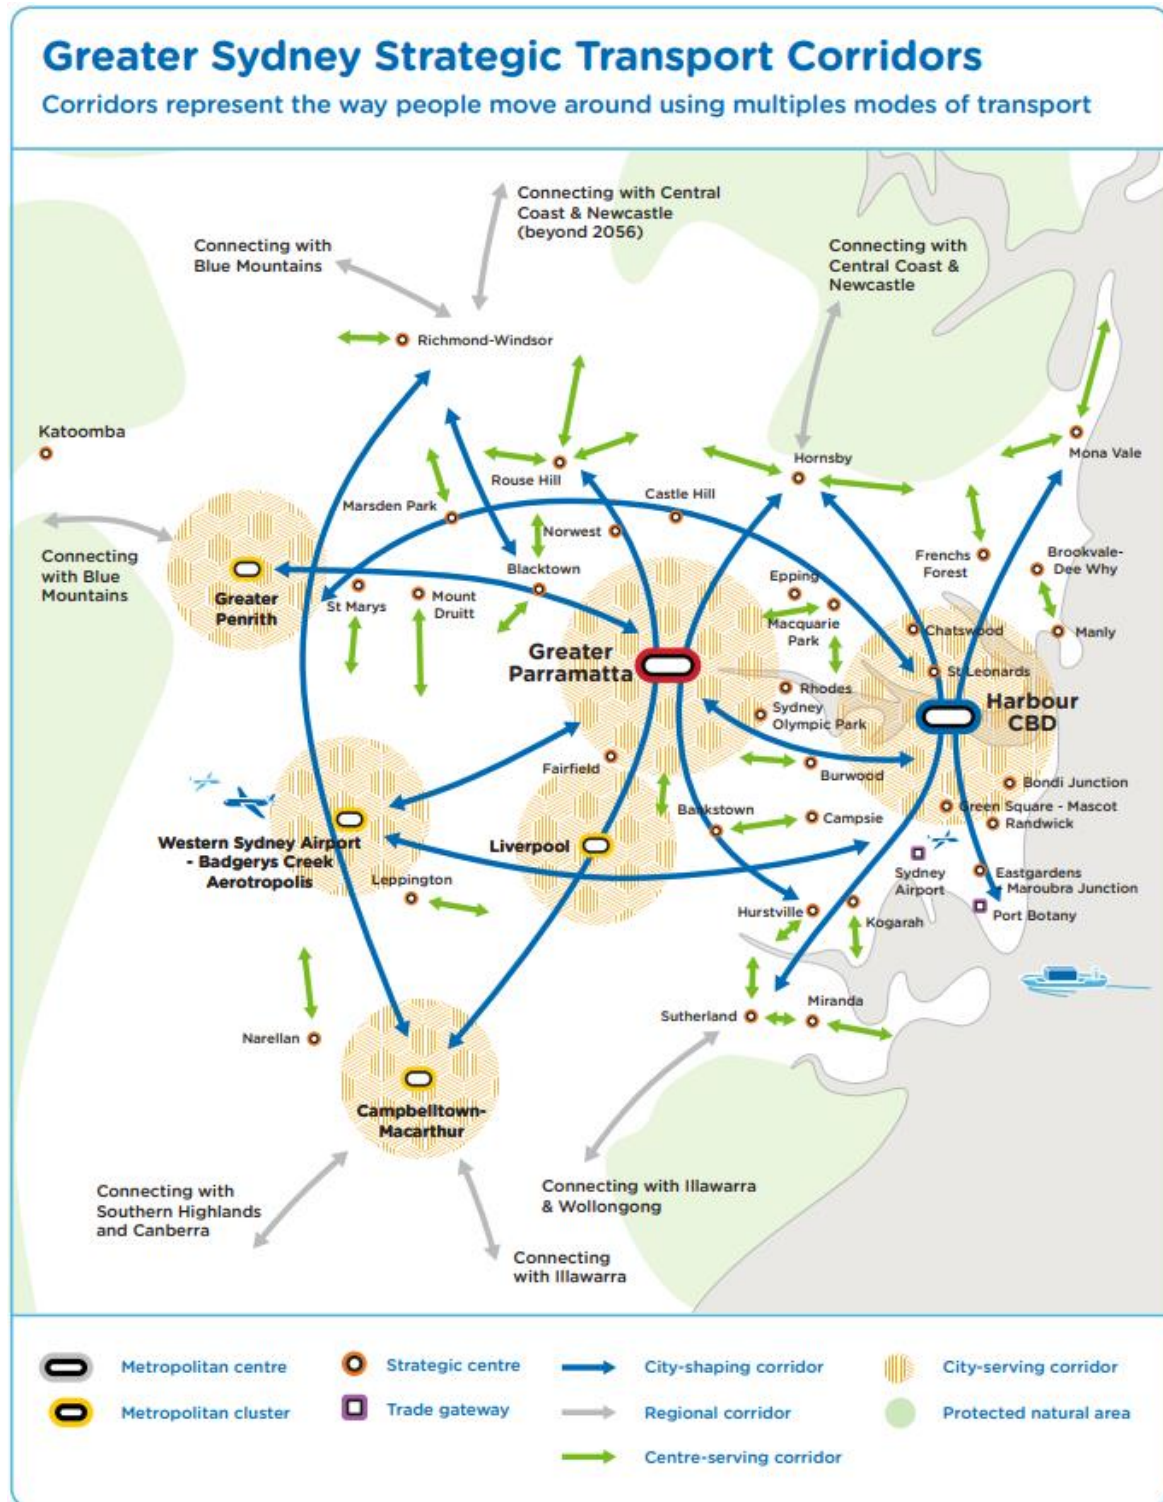 Greater Sydney Strategic Transport Corridors
Corridors represent the way people move around using multiples modes of transport
Connecting with Central
Coast & Newcastle
(beyond 2056)
Connecting with
Blue Mountains
Connecting with
Central Coast &
Newcastle
Richmond-Windsor
Katoomba
Mona Vale
Hornsby
Rouse Hill
Castle Hill
Marsden Park
Norwest
Connecting
with Blue
Mountains
Blacktown
Frenchs
Forest
Brookvale-
Dee Why
Epping
Greater
Penrith
St Marys
Mount
Druitt
Macquarie
Park
Chatswood
Manly
Greater
Parramatta
St Leonards
Rhodes
Harbour
CBD
Sydney
Olympic Park
Fairfield
Burwood
Bondi Junction
Bankstown
Campsie
Green Square - Mascot
Randwick
Western Sydney Airport
- Badgerys Creek
Aerotropolis
Liverpool
Leppington
Sydney
Airport
Eastgardens
- Maroubra Junction
Hurstville
Kogarah
Port Botany
Narellan
Sutherland
Miranda
Campbelltown-
Macarthur
Connecting with
Southern Highlands
and Canberra
Connecting with Illawarra
& Wollongong
Connecting
with Illawarra
Metropolitan centre
Strategic centre
City-shaping corridor
City-serving corridor
Metropolitan cluster
Trade gateway
Regional corridor
Protected natural area
Centre-serving corridor